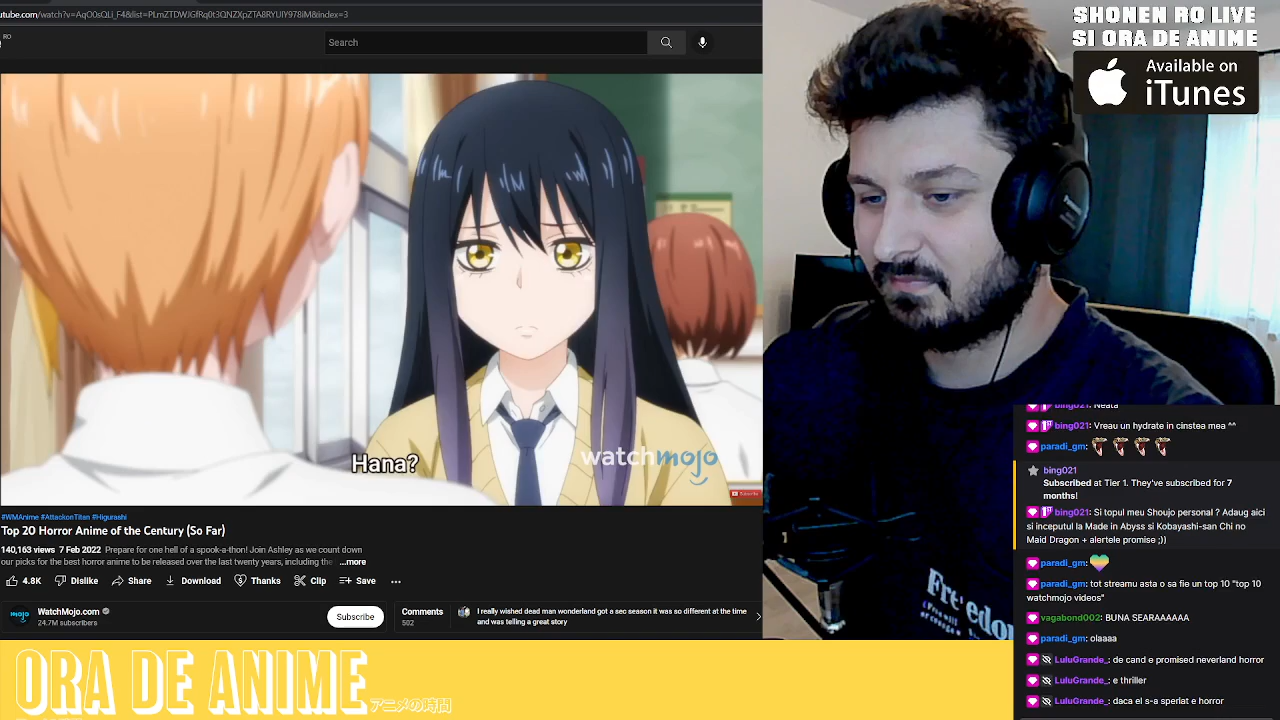 utube.com/watch?v=AqO0sQLi_F4&list=PLmZTDWJGfRq0t3QNZXpZTA8RYUIY978iM&index=3
RO
Search
Hana?
watchmojo
Subscribe
#WMAnime #AttackonTitan #Higurashi
Top 20 Horror Anime of the Century (So Far)
140,163 views 7 Feb 2022 Prepare for one hell of a spook-a-thon! Join Ashley as we count down
our picks for the best horror anime to be released over the last twenty years, including the ...more
4.8K Dislike Share Download Thanks Clip Save
mojo WatchMojo.com
24.7M subscribers
Subscribe
Comments
502
I really wished dead man wonderland got a sec season it was so different at the time
and was telling a great story
SHONEN RO LIVE
SI ORA DE ANIME
Available on
iTunes
bing021: Neata
bing021: Vreau un hydrate in cinstea mea ^^
paradi_gm:
bing021
Subscribed at Tier 1. They've subscribed for 7
months!
bing021: Si topul meu Shoujo personal ? Adaug aici
si inceputul la Made in Abyss si Kobayashi-san Chi no
Maid Dragon + alertele promise ;))
paradi_gm:
paradi_gm: tot streamu asta o sa fie un top 10 "top 10
watchmojo videos"
vagabond002: BUNA SEARAAAAAA
paradi_gm: olaaaa
LuluGrande_: de cand e promised neverland horror
LuluGrande_: e thriller
LuluGrande_: daca el s-a speriat e horror
ORA DE ANIME アニメの時間